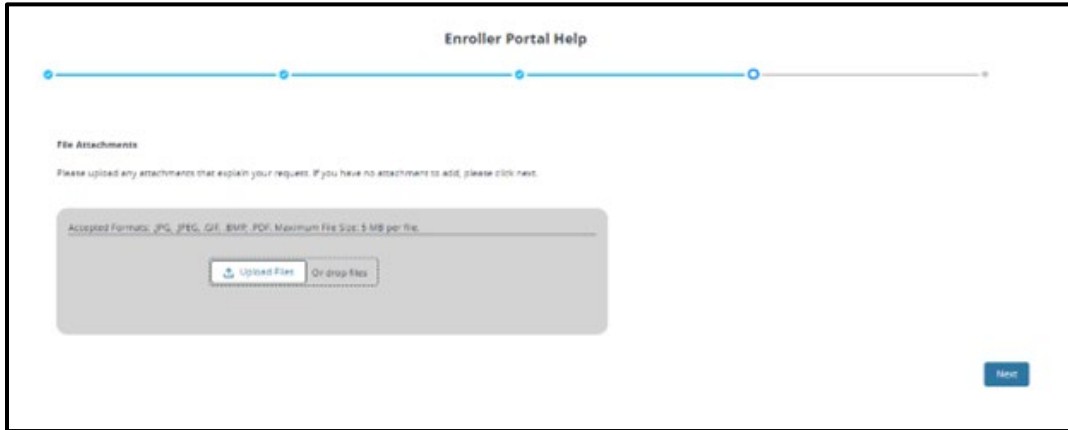 Enroller Portal Help
File Attachments
Please upload any attachments that explain your request. If you have no attachment to add, please click next.
Accepted Formats: .JPG, .JPEG, .GIF, .BMP, .PDF. Maximum File Size: 5 MB per file.
Upload Files Or drop files
Next